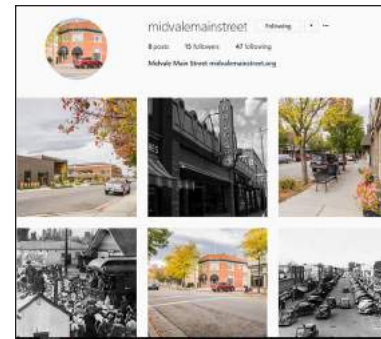 midvalemainstreet Following
8 posts 15 followers 47 following
Midvale Main Street midvalemainstreet.org